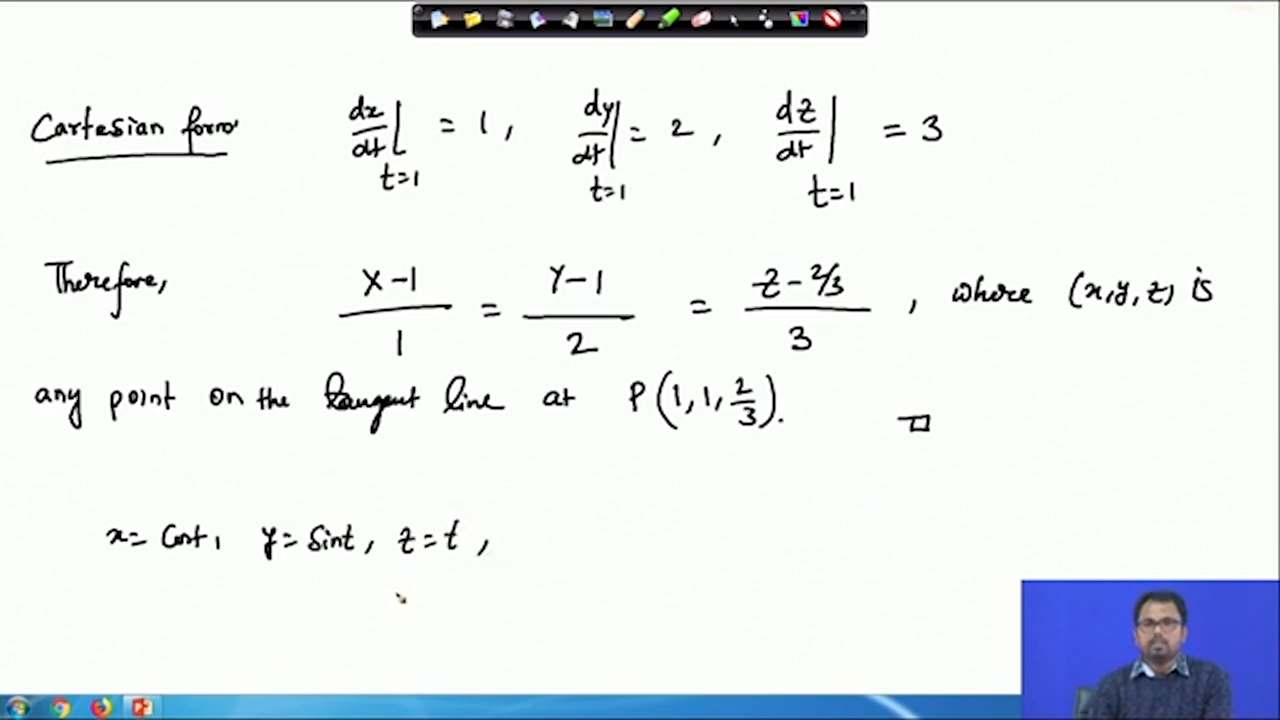 Cartesian form dx/dt|t=1 = 1, dy/dt|t=1 = 2, dz/dt|t=1 = 3
Therefore, X-1/1 = Y-1/2 = Z-2/3/3, where (x,y,z) is
any point on the tangent line at P(1,1,2/3).
x= Cost, y= Sint, z=t,